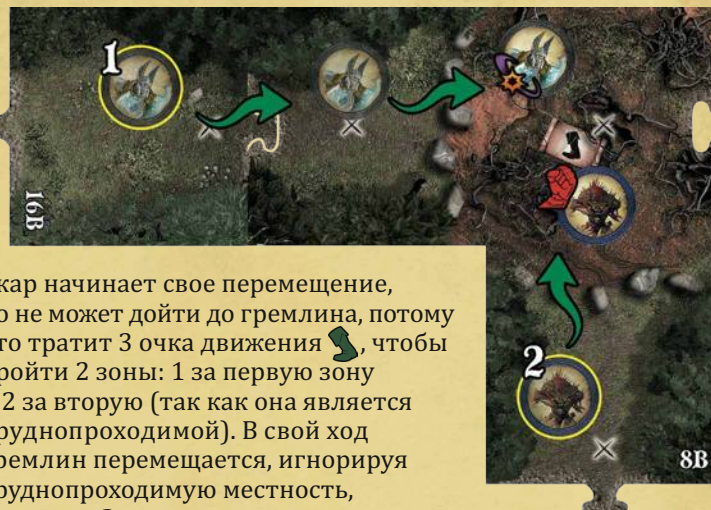 1
16B
2
8B
кар начинает свое перемещение,
о не может дойти до гремлина, потому
то тратит 3 очка движения , чтобы
ройти 2 зоны: 1 за первую зону
2 за вторую (так как она является
руднопроходимой). В свой ход
ремлин перемещается, игнорируя
руднопроходимую местность,